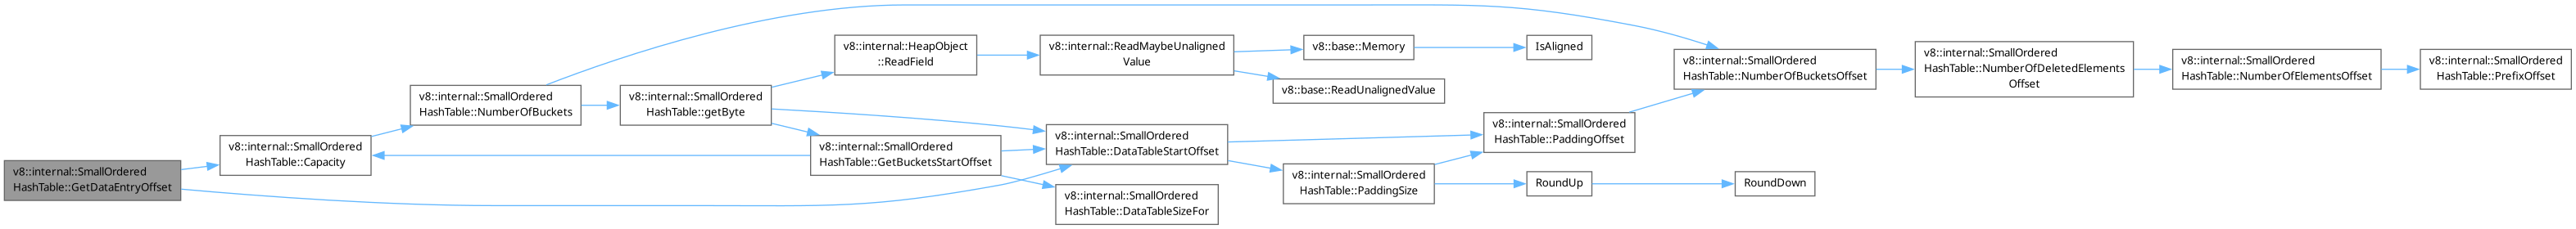 v8::internal::SmallOrdered
HashTable::GetDataEntryOffset
v8::internal::SmallOrdered
HashTable::Capacity
v8::internal::SmallOrdered
HashTable::NumberOfBuckets
v8::internal::SmallOrdered
HashTable::getByte
v8::internal::HeapObject
::ReadField
v8::internal::SmallOrdered
HashTable::GetBucketsStartOffset
v8::internal::ReadMaybeUnaligned
Value
v8::internal::SmallOrdered
HashTable::DataTableStartOffset
v8::internal::SmallOrdered
HashTable::DataTableSizeFor
v8::base::Memory
v8::base::ReadUnalignedValue
v8::internal::SmallOrdered
HashTable::PaddingSize
IsAligned
v8::internal::SmallOrdered
HashTable::PaddingOffset
RoundUp
v8::internal::SmallOrdered
HashTable::NumberOfBucketsOffset
RoundDown
v8::internal::SmallOrdered
HashTable::NumberOfDeletedElements
Offset
v8::internal::SmallOrdered
HashTable::NumberOfElementsOffset
v8::internal::SmallOrdered
HashTable::PrefixOffset